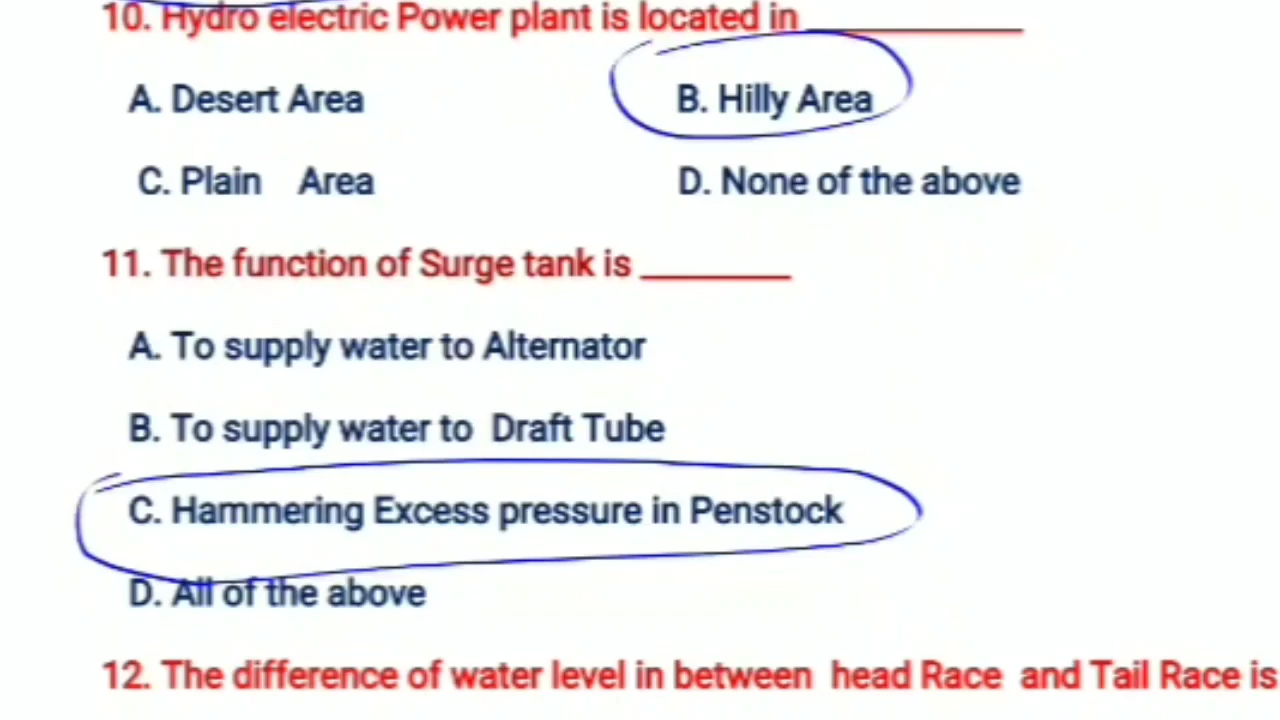 10. Hydro electric Power plant is located in ___________
A. Desert Area B. Hilly Area
C. Plain Area D. None of the above
11. The function of Surge tank is ________
A. To supply water to Alternator
B. To supply water to Draft Tube
C. Hammering Excess pressure in Penstock
D. All of the above
12. The difference of water level in between head Race and Tail Race is